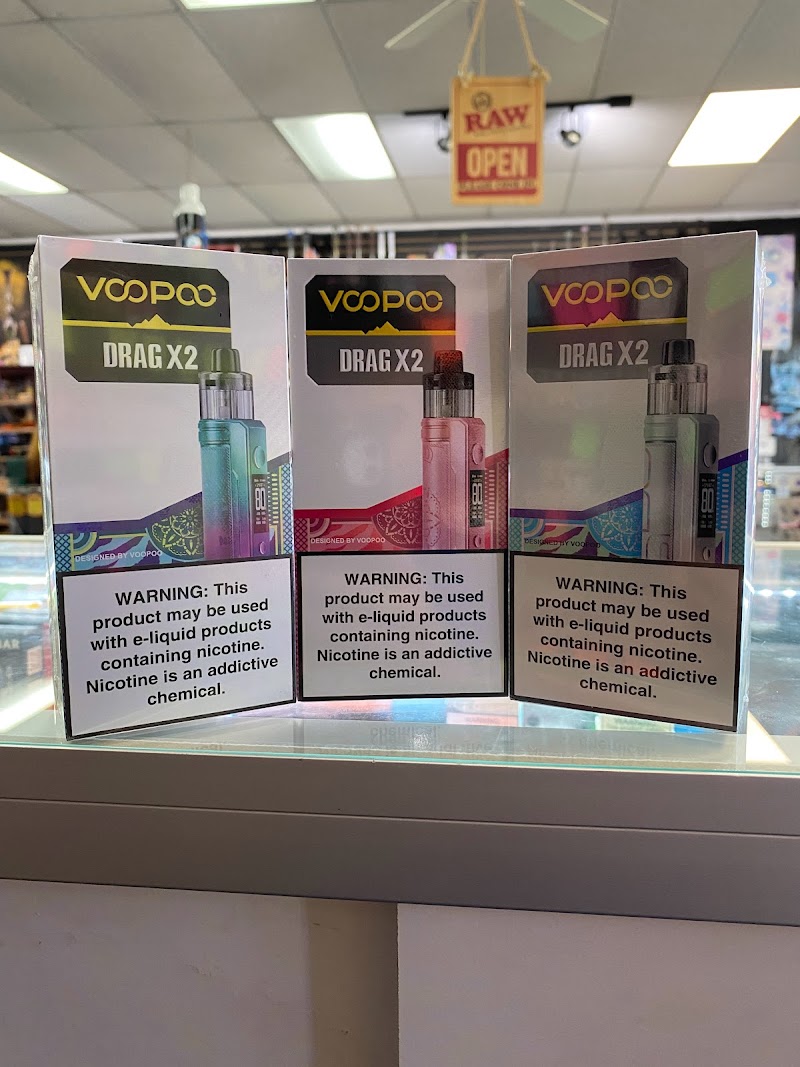 RAW
OPEN
VOOPOO
DRAG X2
80
DESIGNED BY VOOPOO
WARNING: This
product may be used
with e-liquid products
containing nicotine.
Nicotine is an addictive
chemical.
VOOPOO
DRAG X2
80
DESIGNED BY VOOPOO
WARNING: This
product may be used
with e-liquid products
containing nicotine.
Nicotine is an addictive
chemical.
VOOPOO
DRAG X2
80
DESIGNED BY VOOPOO
WARNING: This
product may be used
with e-liquid products
containing nicotine.
Nicotine is an addictive
chemical.